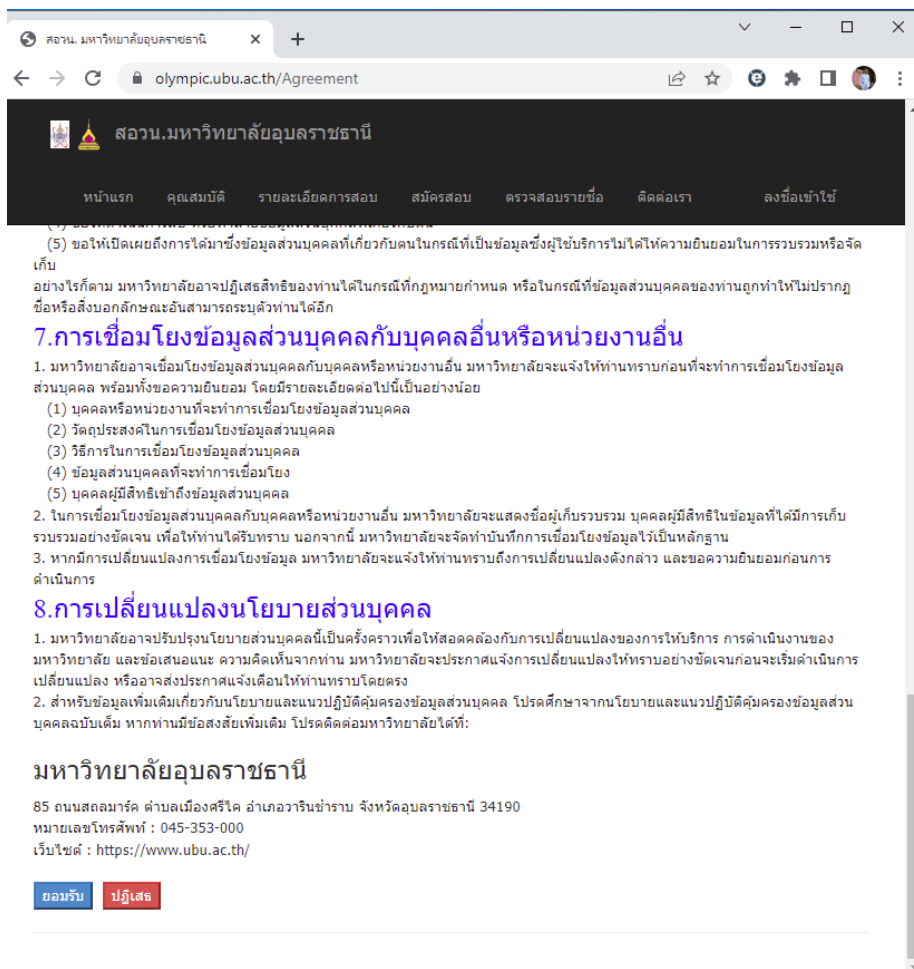 สอวน. มหาวิทยาลัยอุบลราชธานี
olympic.ubu.ac.th/Agreement
สอวน.มหาวิทยาลัยอุบลราชธานี
หน้าแรก คุณสมบัติ รายละเอียดการสอบ สมัครสอบ ตรวจสอบรายชื่อ ติดต่อเรา ลงชื่อเข้าใช้
(5) ขอให้เปิดเผยถึงการได้มาซึ่งข้อมูลส่วนบุคคลที่เกี่ยวกับตนในกรณีที่เป็นข้อมูลซึ่งผู้ใช้บริการไม่ได้ให้ความยินยอมในการรวบรวมหรือจัด
เก็บ
อย่างไรก็ตาม มหาวิทยาลัยอาจปฏิเสธสิทธิของท่านได้ในกรณีที่กฎหมายกำหนด หรือในกรณีที่ข้อมูลส่วนบุคคลของท่านถูกทำให้ไม่ปรากฏ
ชื่อหรือสิ่งบอกลักษณะอันสามารถระบุตัวท่านได้อีก
7.การเชื่อมโยงข้อมูลส่วนบุคคลกับบุคคลอื่นหรือหน่วยงานอื่น
1. มหาวิทยาลัยอาจเชื่อมโยงข้อมูลส่วนบุคคลกับบุคคลหรือหน่วยงานอื่น มหาวิทยาลัยจะแจ้งให้ท่านทราบก่อนที่จะทำการเชื่อมโยงข้อมูล
ส่วนบุคคล พร้อมทั้งขอความยินยอม โดยมีรายละเอียดต่อไปนี้เป็นอย่างน้อย
(1) บุคคลหรือหน่วยงานที่จะทำการเชื่อมโยงข้อมูลส่วนบุคคล
(2) วัตถุประสงค์ในการเชื่อมโยงข้อมูลส่วนบุคคล
(3) วิธีการในการเชื่อมโยงข้อมูลส่วนบุคคล
(4) ข้อมูลส่วนบุคคลที่จะทำการเชื่อมโยง
(5) บุคคลผู้มีสิทธิเข้าถึงข้อมูลส่วนบุคคล
2. ในการเชื่อมโยงข้อมูลส่วนบุคคลกับบุคคลหรือหน่วยงานอื่น มหาวิทยาลัยจะแสดงชื่อผู้เก็บรวบรวม บุคคลผู้มีสิทธิในข้อมูลที่ได้มีการเก็บ
รวบรวมอย่างชัดเจน เพื่อให้ท่านได้รับทราบ นอกจากนี้ มหาวิทยาลัยจะจัดทำบันทึกการเชื่อมโยงข้อมูลไว้เป็นหลักฐาน
3. หากมีการเปลี่ยนแปลงการเชื่อมโยงข้อมูล มหาวิทยาลัยจะแจ้งให้ท่านทราบถึงการเปลี่ยนแปลงดังกล่าว และขอความยินยอมก่อนการ
ดำเนินการ
8.การเปลี่ยนแปลงนโยบายส่วนบุคคล
1. มหาวิทยาลัยอาจปรับปรุงนโยบายส่วนบุคคลนี้เป็นครั้งคราวเพื่อให้สอดคล้องกับการเปลี่ยนแปลงของการให้บริการ การดำเนินงานของ
มหาวิทยาลัย และข้อเสนอแนะ ความคิดเห็นจากท่าน มหาวิทยาลัยจะประกาศแจ้งการเปลี่ยนแปลงให้ทราบอย่างชัดเจนก่อนจะเริ่มดำเนินการ
เปลี่ยนแปลง หรืออาจส่งประกาศแจ้งเตือนให้ท่านทราบโดยตรง
2. สำหรับข้อมูลเพิ่มเติมเกี่ยวกับนโยบายและแนวปฏิบัติคุ้มครองข้อมูลส่วนบุคคล โปรดศึกษาจากนโยบายและแนวปฏิบัติคุ้มครองข้อมูลส่วน
บุคคลฉบับเต็ม หากท่านมีข้อสงสัยเพิ่มเติม โปรดติดต่อมหาวิทยาลัยได้ที่:
มหาวิทยาลัยอุบลราชธานี
85 ถนนสถลมาร์ค ตำบลเมืองศรีไค อำเภอวารินชำราบ จังหวัดอุบลราชธานี 34190
หมายเลขโทรศัพท์ : 045-353-000
เว็บไซต์ : https://www.ubu.ac.th/
ยอมรับ ปฏิเสธ